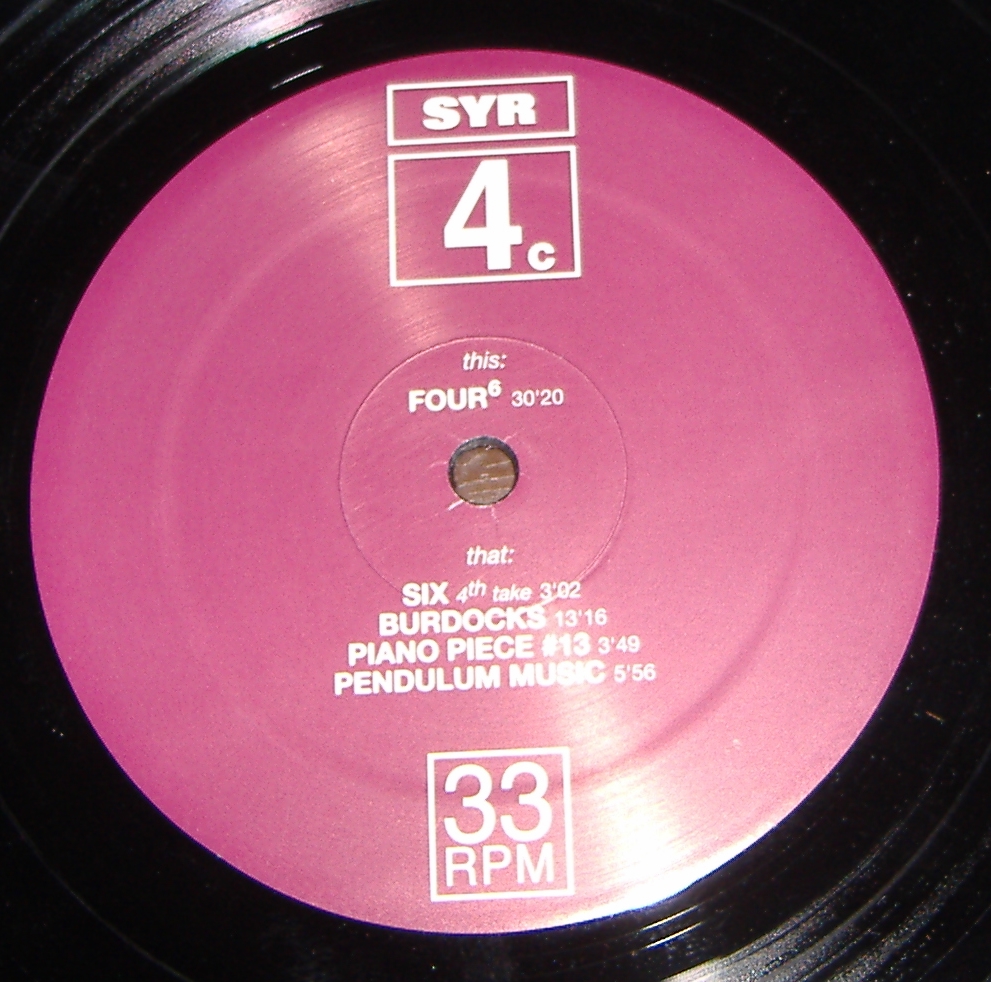 SYR
4c
this:
FOUR⁶ 30'20
that:
SIX 4th take 3'02
BURDOCKS 13'16
PIANO PIECE #13 3'49
PENDULUM MUSIC 5'56
33
RPM